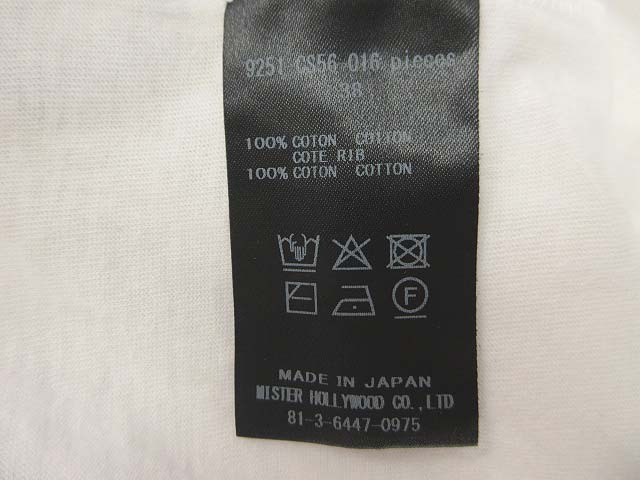 9251 CS56-016 pieces
38
100% COTON COTTON
COTE RIB
100% COTON COTTON
F
MADE IN JAPAN
MISTER HOLLYWOOD CO.,LTD
81-3-6447-0975